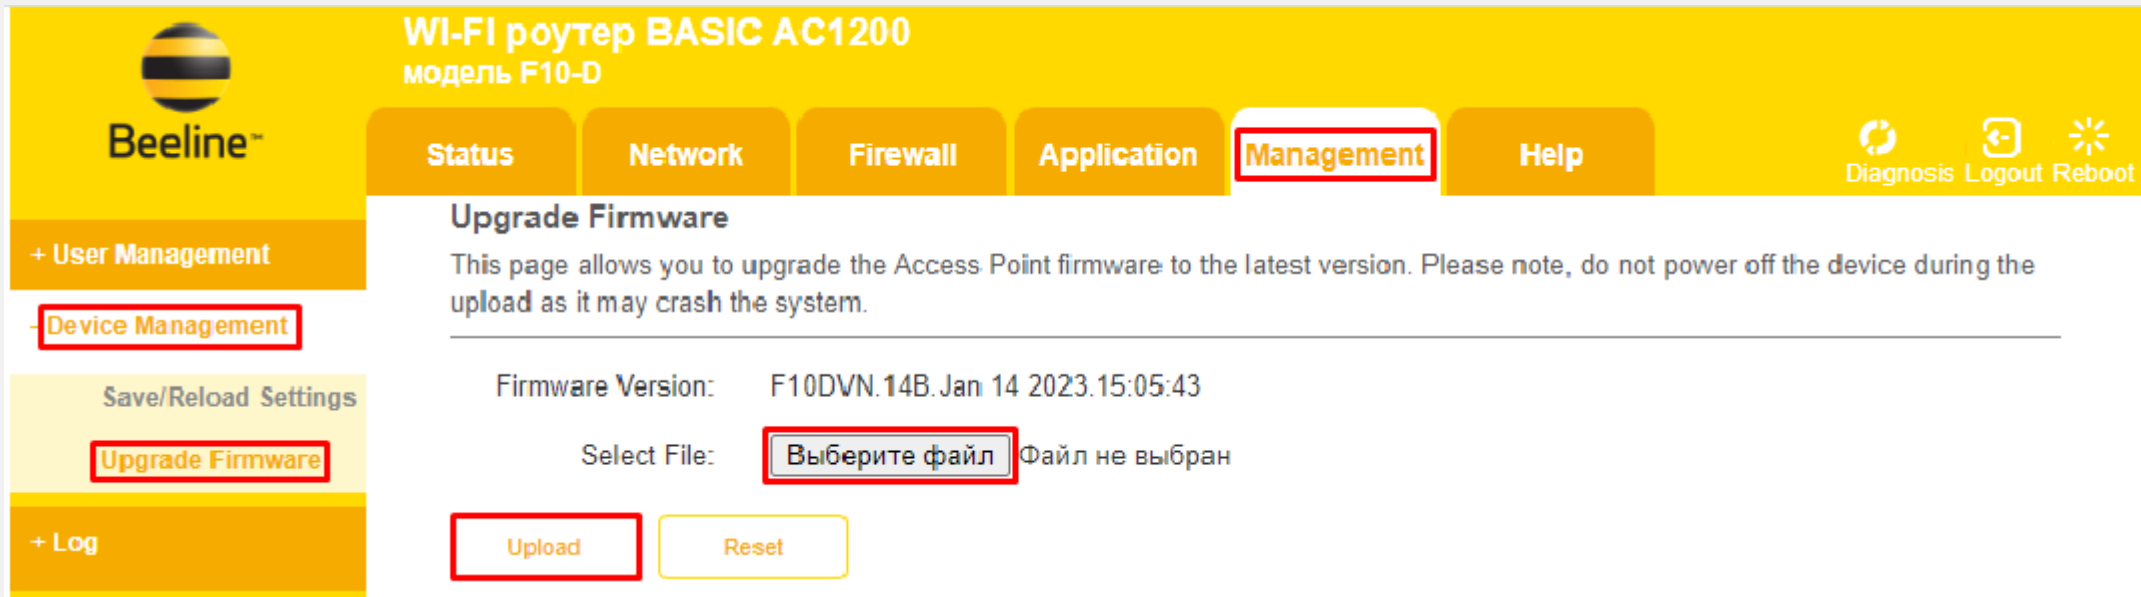 Beeline™
WI-FI роутер BASIC AC1200
модель F10-D
Status
Network
Firewall
Application
Management
Help
Diagnosis
Logout
Reboot
+ User Management
- Device Management
Save/Reload Settings
Upgrade Firmware
+ Log
Upgrade Firmware
This page allows you to upgrade the Access Point firmware to the latest version. Please note, do not power off the device during the
upload as it may crash the system.
Firmware Version: F10DVN.14B.Jan 14 2023.15:05:43
Select File: Выберите файл Файл не выбран
Upload
Reset